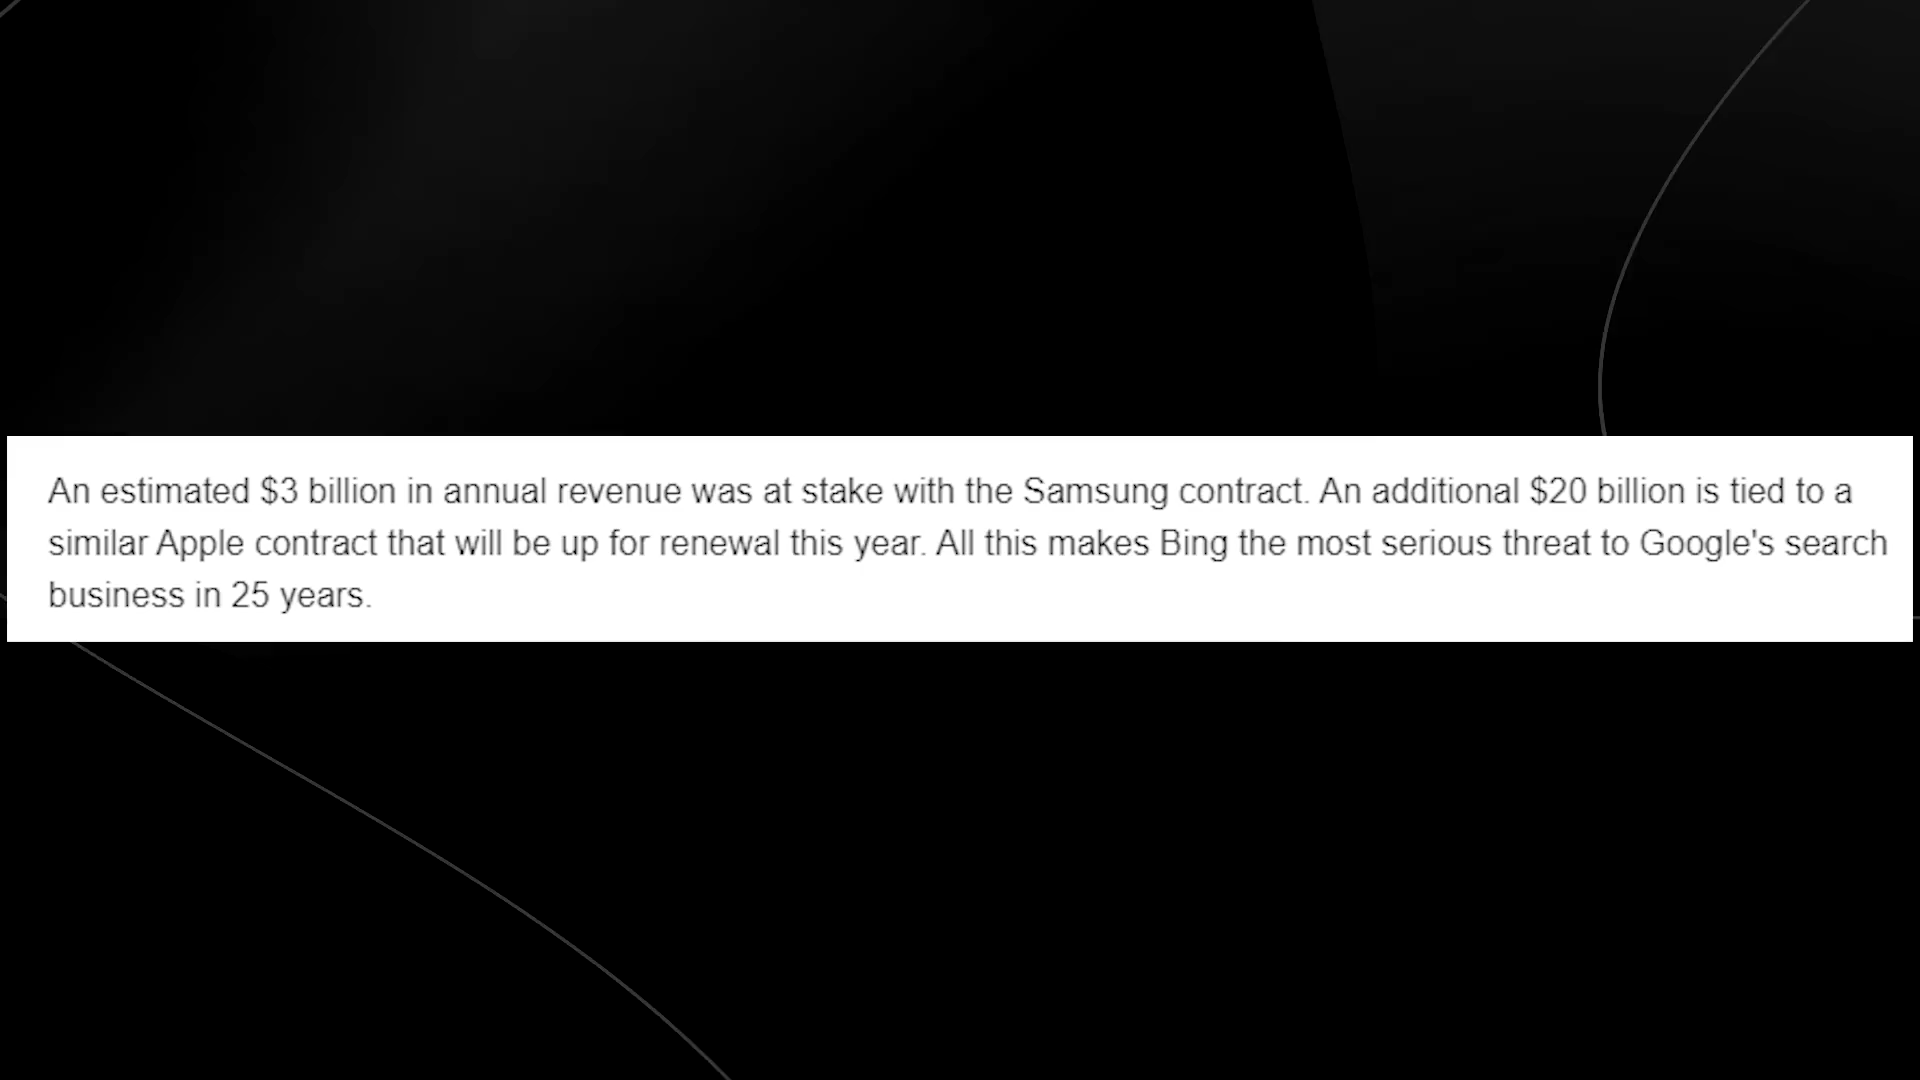 An estimated $3 billion in annual revenue was at stake with the Samsung contract. An additional $20 billion is tied to a
similar Apple contract that will be up for renewal this year. All this makes Bing the most serious threat to Google's search
business in 25 years.